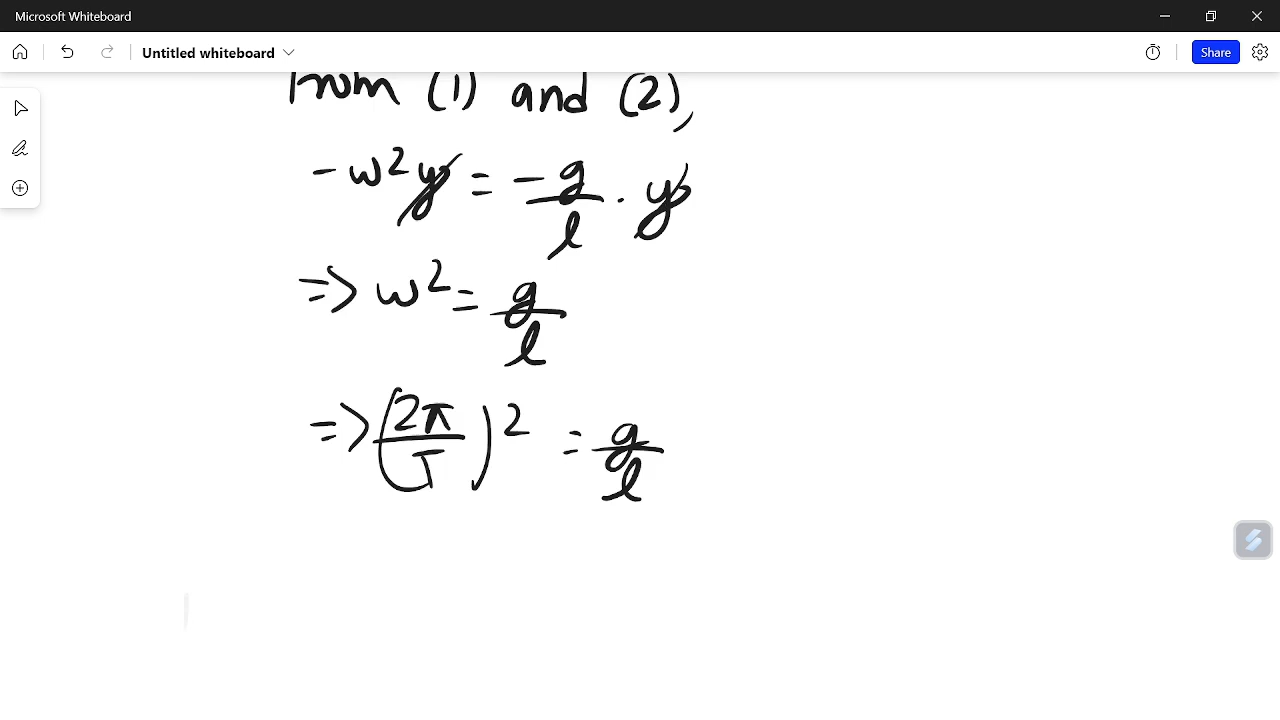 Microsoft Whiteboard
Untitled whiteboard
Share
from (1) and (2),
-w²y = -g/l . y
=> w² = g/l
=> (2π/T)² = g/l